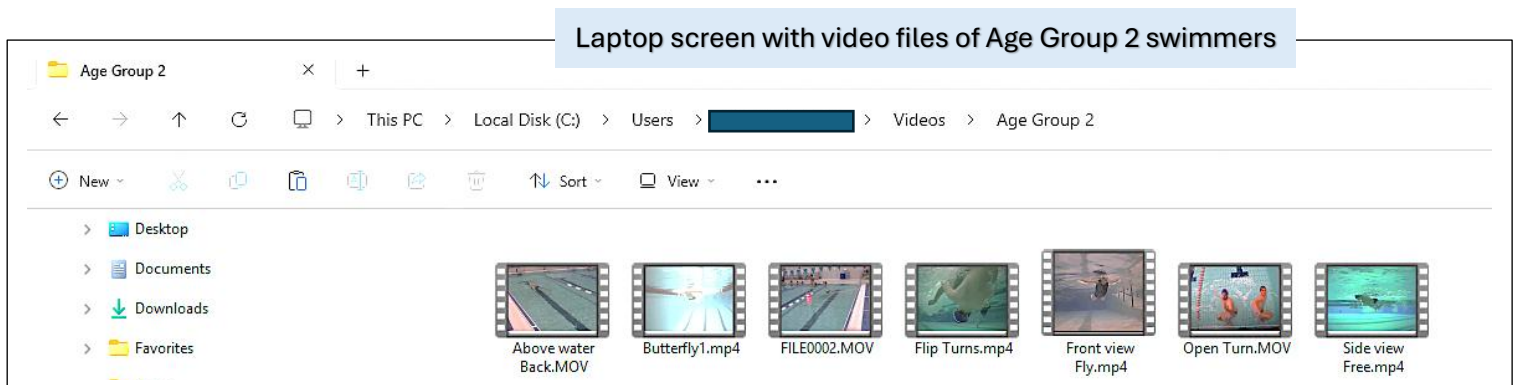 Laptop screen with video files of Age Group 2 swimmers
Age Group 2
This PC > Local Disk (C:) > Users > > Videos > Age Group 2
New Sort View
Desktop
Documents
Downloads
Favorites
Above water Butterfly1.mp4 FILE0002.MOV Flip Turns.mp4 Front view Open Turn.MOV Side view
Back.MOV Fly.mp4 Free.mp4